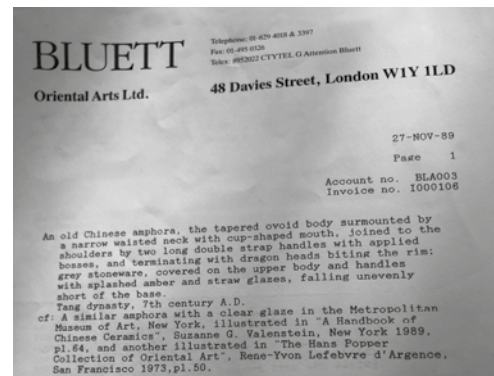 Telephone: 01-629 4018 & 3397
Fax: 01-495 0326
Telex: #952022 CTYTEL G Attention Bluett
BLUETT
Oriental Arts Ltd.
48 Davies Street, London W1Y 1LD
27-NOV-89
Page 1
Account no. BLA003
Invoice no. I000106
An old Chinese amphora, the tapered ovoid body surmounted by
a narrow waisted neck with cup-shaped mouth, joined to the
shoulders by two long double strap handles with applied
bosses, and terminating with dragon heads biting the rim:
grey stoneware, covered on the upper body and handles
with splashed amber and straw glazes, falling unevenly
short of the base.
Tang dynasty, 7th century A.D.
cf: A similar amphora with a clear glaze in the Metropolitan
Museum of Art, New York, illustrated in "A Handbook of
Chinese Ceramics", Suzanne G. Valenstein, New York 1989,
pl.64, and another illustrated in "The Hans Popper
Collection of Oriental Art", Rene-Yvon Lefebvre d'Argence,
San Francisco 1973,pl.50.